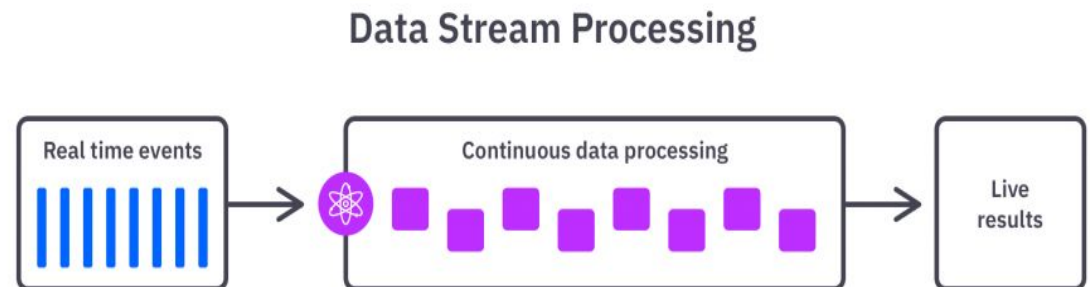 Data Stream Processing
Real time events
Continuous data processing
Live
results